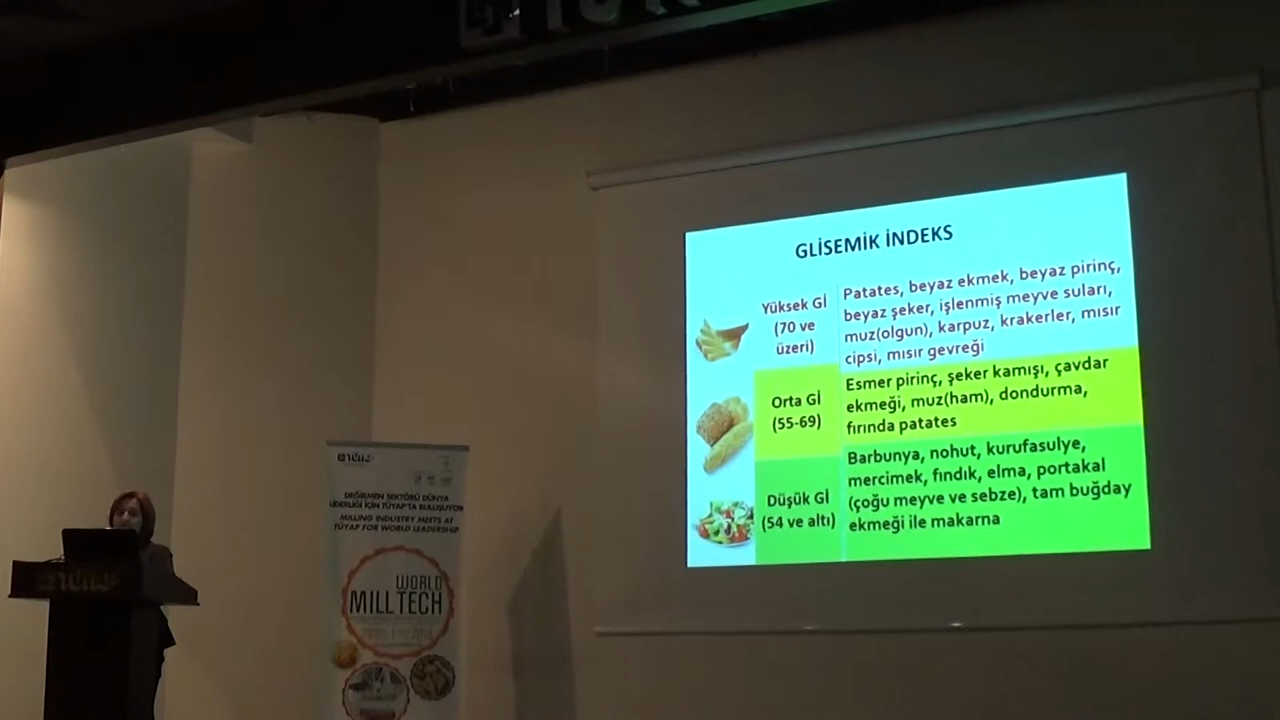 GLİSEMİK İNDEKS
Yüksek Gİ
(70 ve
üzeri)
Patates, beyaz ekmek, beyaz pirinç,
beyaz şeker, işlenmiş meyve suları,
muz(olgun), karpuz, krakerler, mısır
cipsi, mısır gevreği
Orta Gİ
(55-69)
Esmer pirinç, şeker kamışı, çavdar
ekmeği, muz(ham), dondurma,
fırında patates
Düşük Gİ
(54 ve altı)
Barbunya, nohut, kurufasulye,
mercimek, fındık, elma, portakal
(çoğu meyve ve sebze), tam buğday
ekmeği ile makarna
DEĞİRMEN SEKTÖRÜ DÜNYA
LİDERLİĞİ İÇİN TÜYAP'TA BULUŞUYOR
MILLING INDUSTRY MEETS AT
TÜYAP FOR WORLD LEADERSHIP
WORLD
MILL TECH